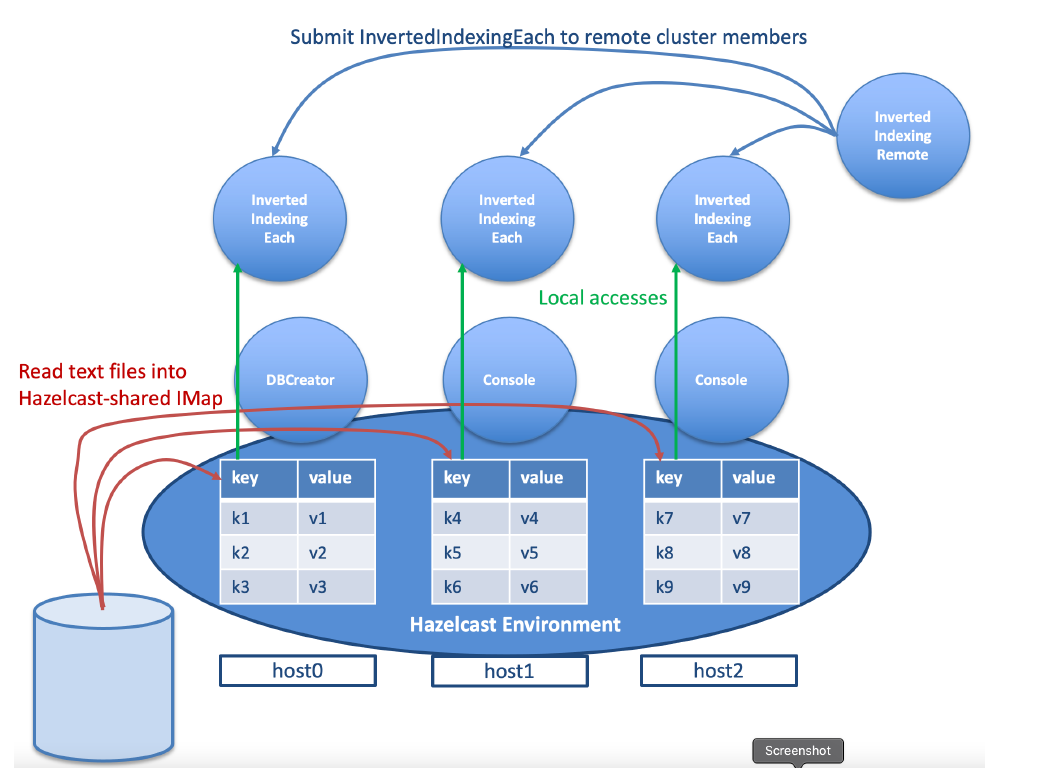 Submit InvertedIndexingEach to remote cluster members
Inverted
Indexing
Remote
Inverted
Indexing
Each
Inverted
Indexing
Each
Inverted
Indexing
Each
Local accesses
Read text files into
Hazelcast-shared IMap
DBCreator
Console
Console
key value
k1 v1
k2 v2
k3 v3
key value
k4 v4
k5 v5
k6 v6
key value
k7 v7
k8 v8
k9 v9
Hazelcast Environment
host0
host1
host2
Screenshot